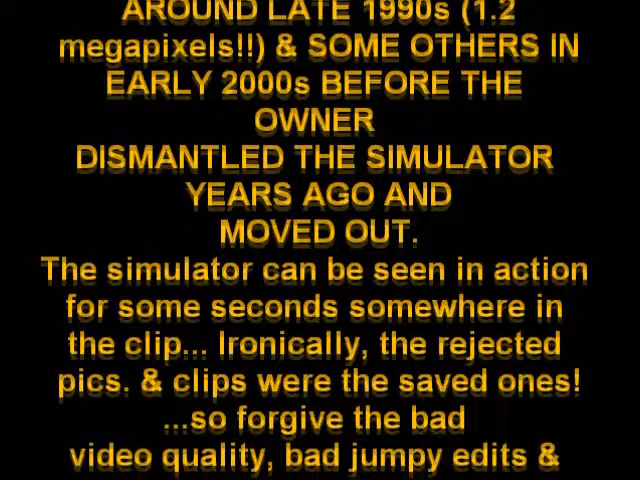 AROUND LATE 1990s (1.2
megapixels!!) & SOME OTHERS IN
EARLY 2000s BEFORE THE
OWNER
DISMANTLED THE SIMULATOR
YEARS AGO AND
MOVED OUT.
The simulator can be seen in action
for some seconds somewhere in
the clip... Ironically, the rejected
pics. & clips were the saved ones!
...so forgive the bad
video quality, bad jumpy edits &